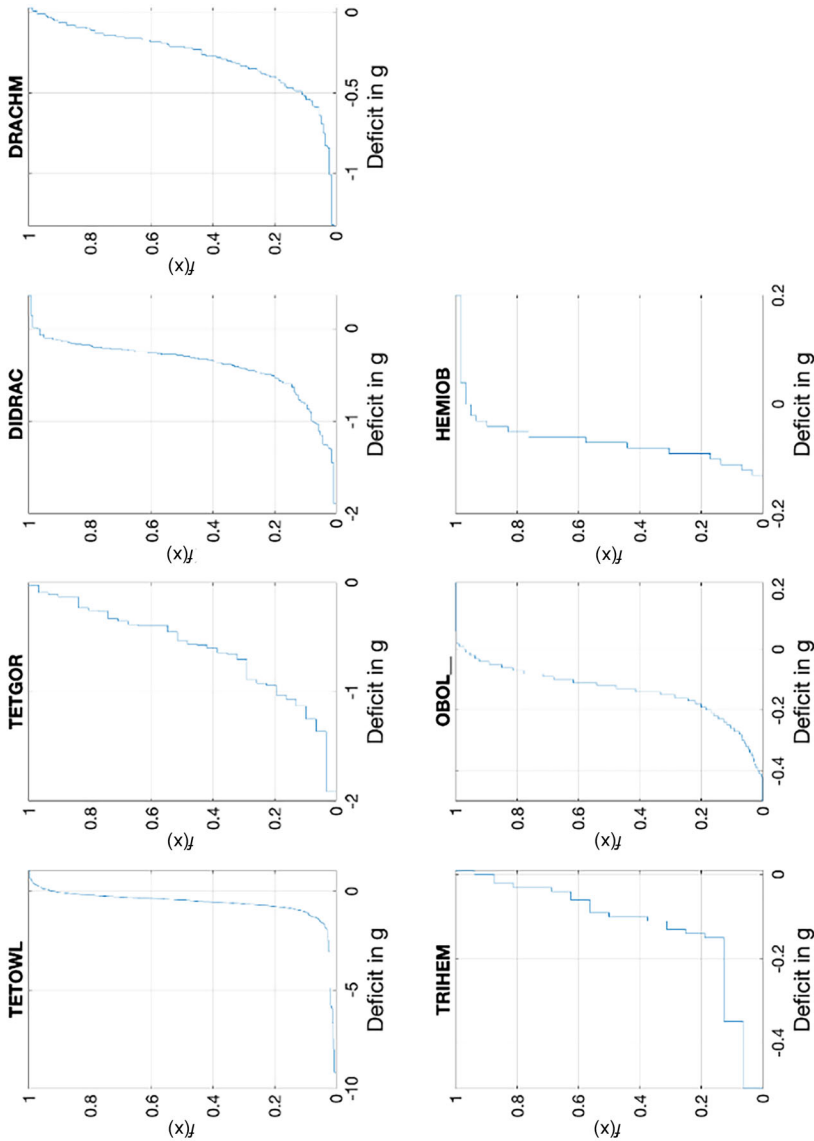 TETOWL
f(x)
1
0.8
0.6
0.4
0.2
0
-10 -5 0
Deficit in g
TETGOR
f(x)
1
0.8
0.6
0.4
0.2
0
-2 -1 0
Deficit in g
DIDRAC
f(x)
1
0.8
0.6
0.4
0.2
0
-2 -1 0
Deficit in g
DRACHM
f(x)
1
0.8
0.6
0.4
0.2
0
-1 -0.5 0
Deficit in g
TRIHEM
f(x)
1
0.8
0.6
0.4
0.2
0
-0.4 -0.2 0
Deficit in g
OBOL__
f(x)
1
0.8
0.6
0.4
0.2
0
-0.4 -0.2 0 0.2
Deficit in g
HEMIOB
f(x)
1
0.8
0.6
0.4
0.2
0
-0.2 0 0.2
Deficit in g